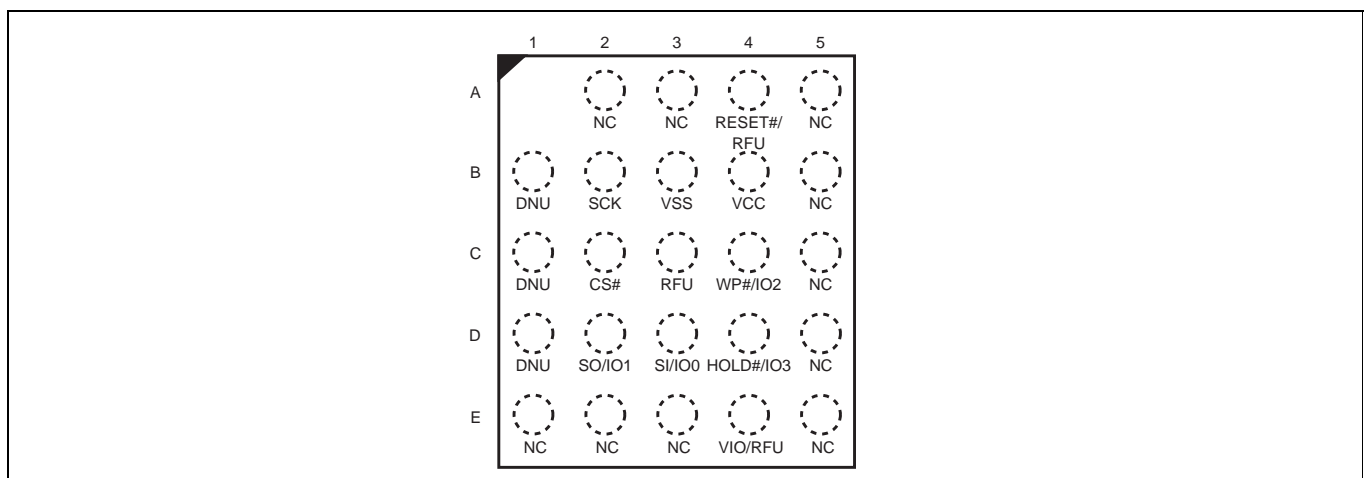 1 2 3 4 5
A
NC NC RESET#/ NC
RFU
B
DNU SCK VSS VCC NC
C
DNU CS# RFU WP#/IO2 NC
D
DNU SO/IO1 SI/IO0 HOLD#/IO3 NC
E
NC NC NC VIO/RFU NC